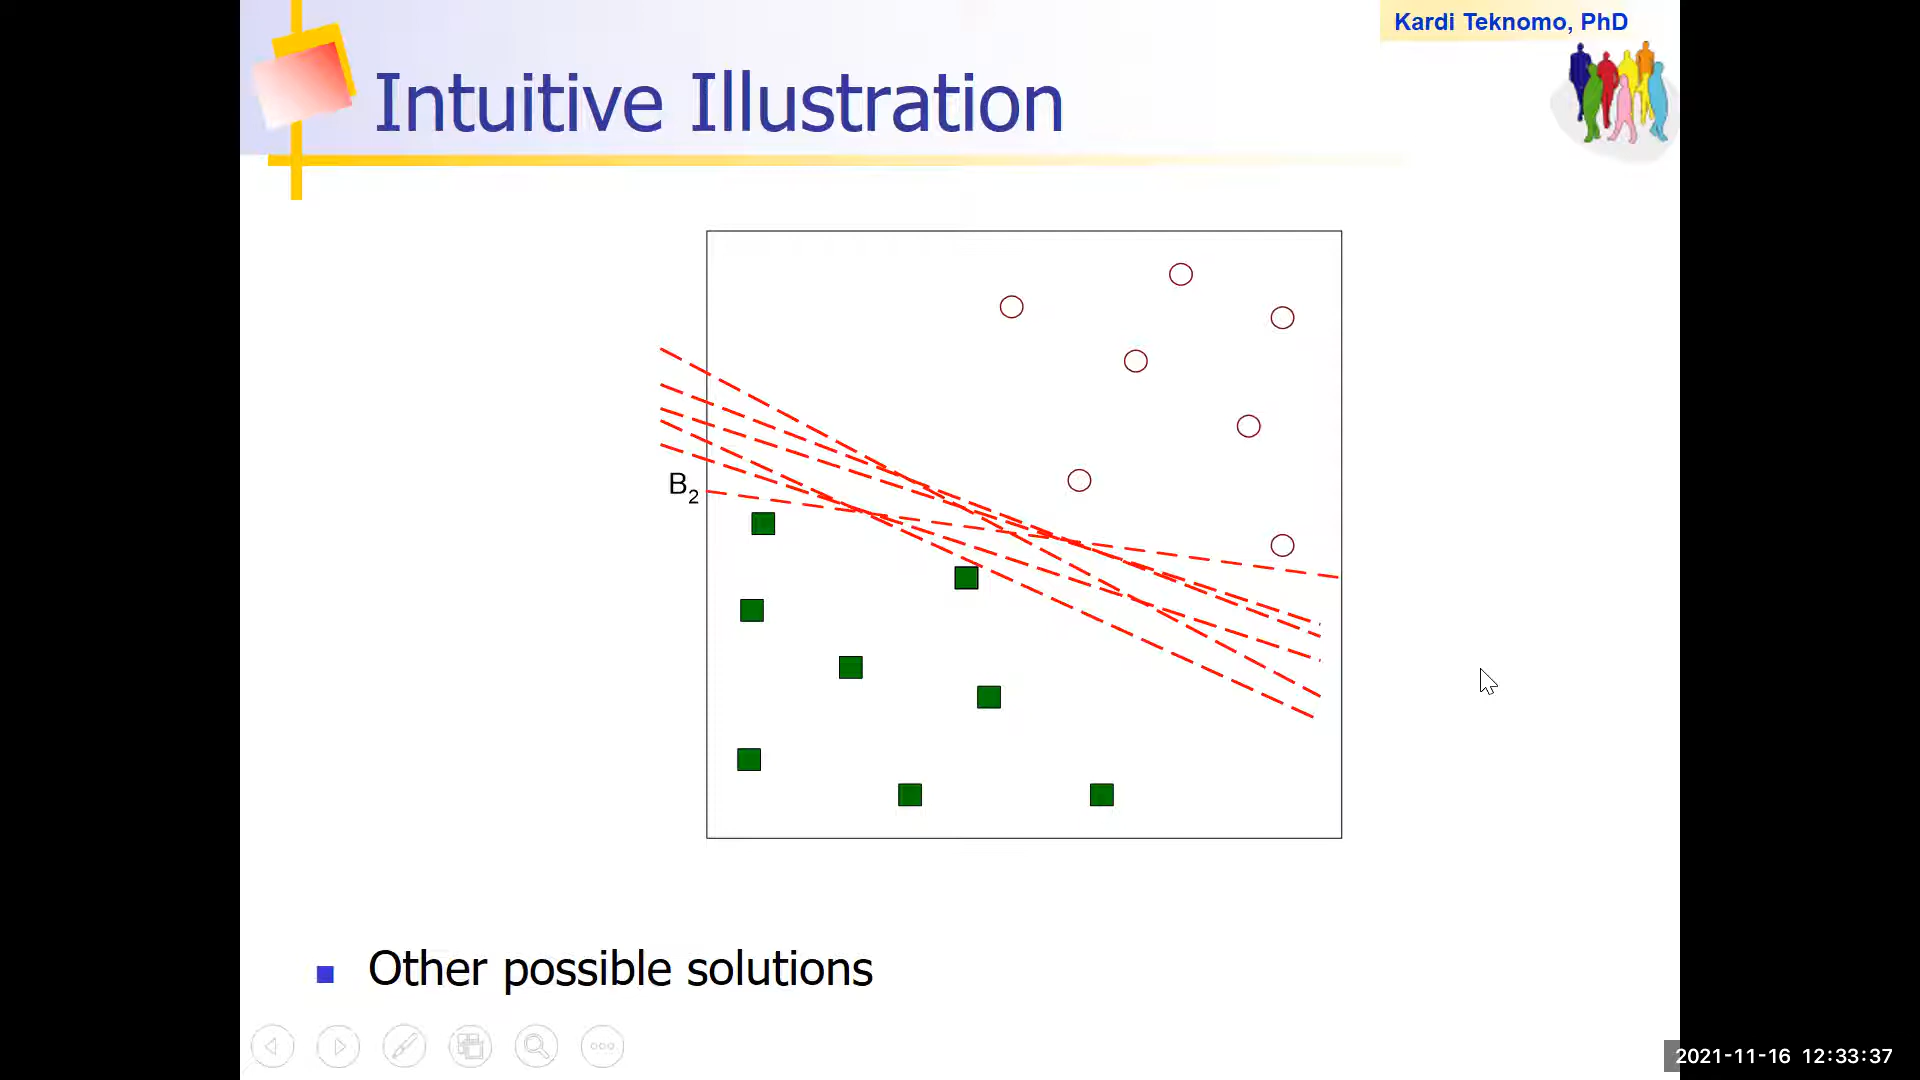 Kardi Teknomo, PhD
Intuitive Illustration
B2
Other possible solutions
2021-11-16 12:33:37